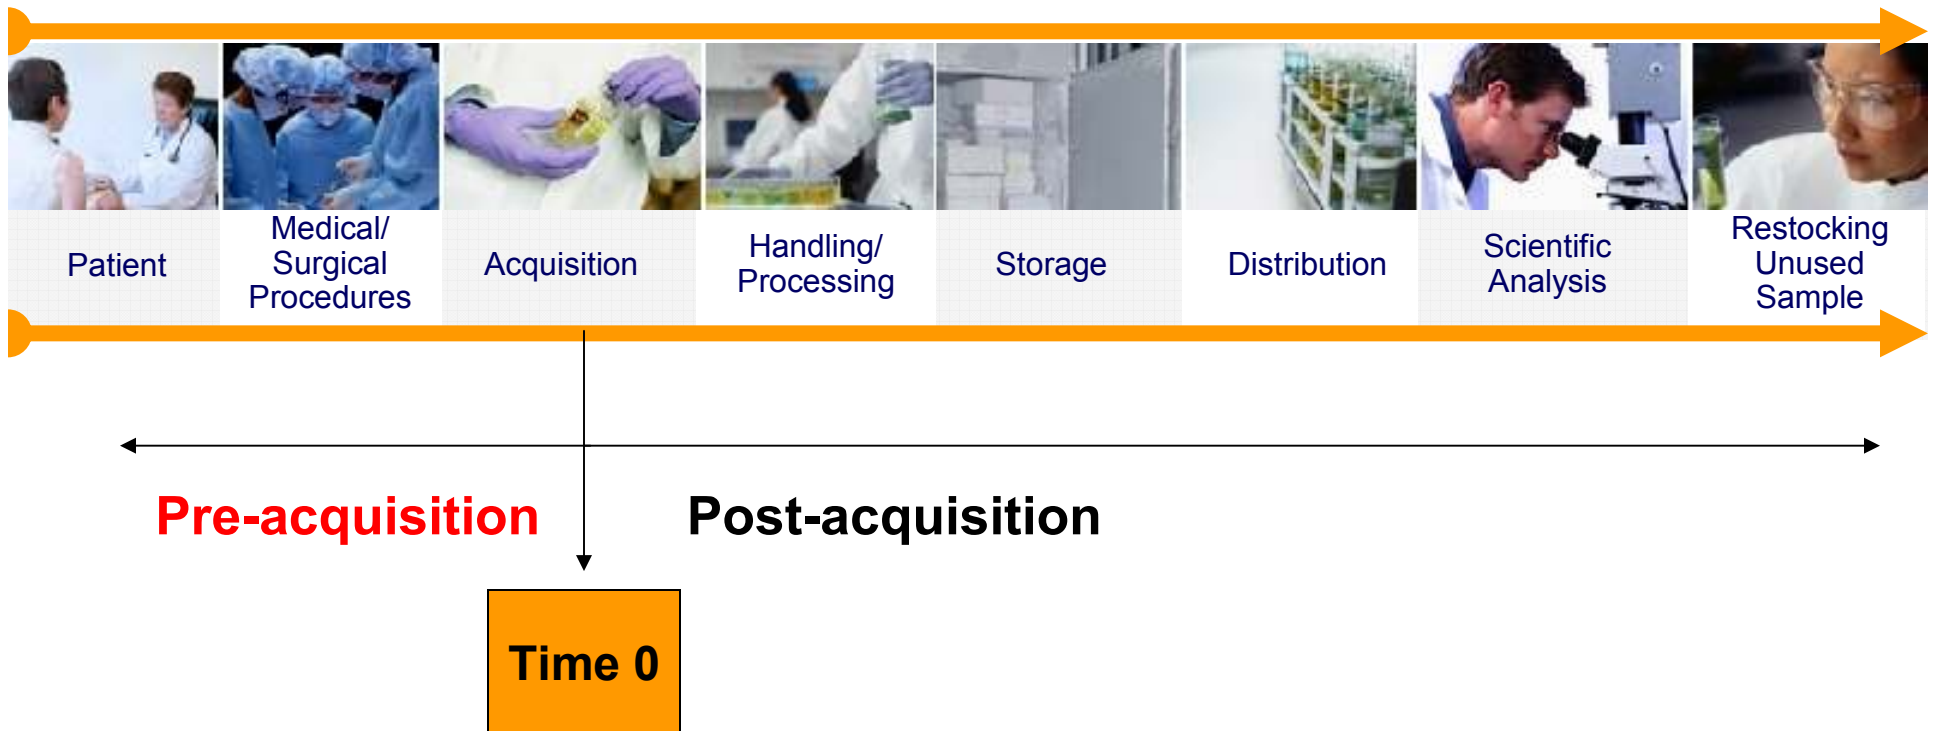 Patient
Medical/
Surgical
Procedures
Acquisition
Handling/
Processing
Storage
Distribution
Scientific
Analysis
Restocking
Unused
Sample
Pre-acquisition
Post-acquisition
Time 0